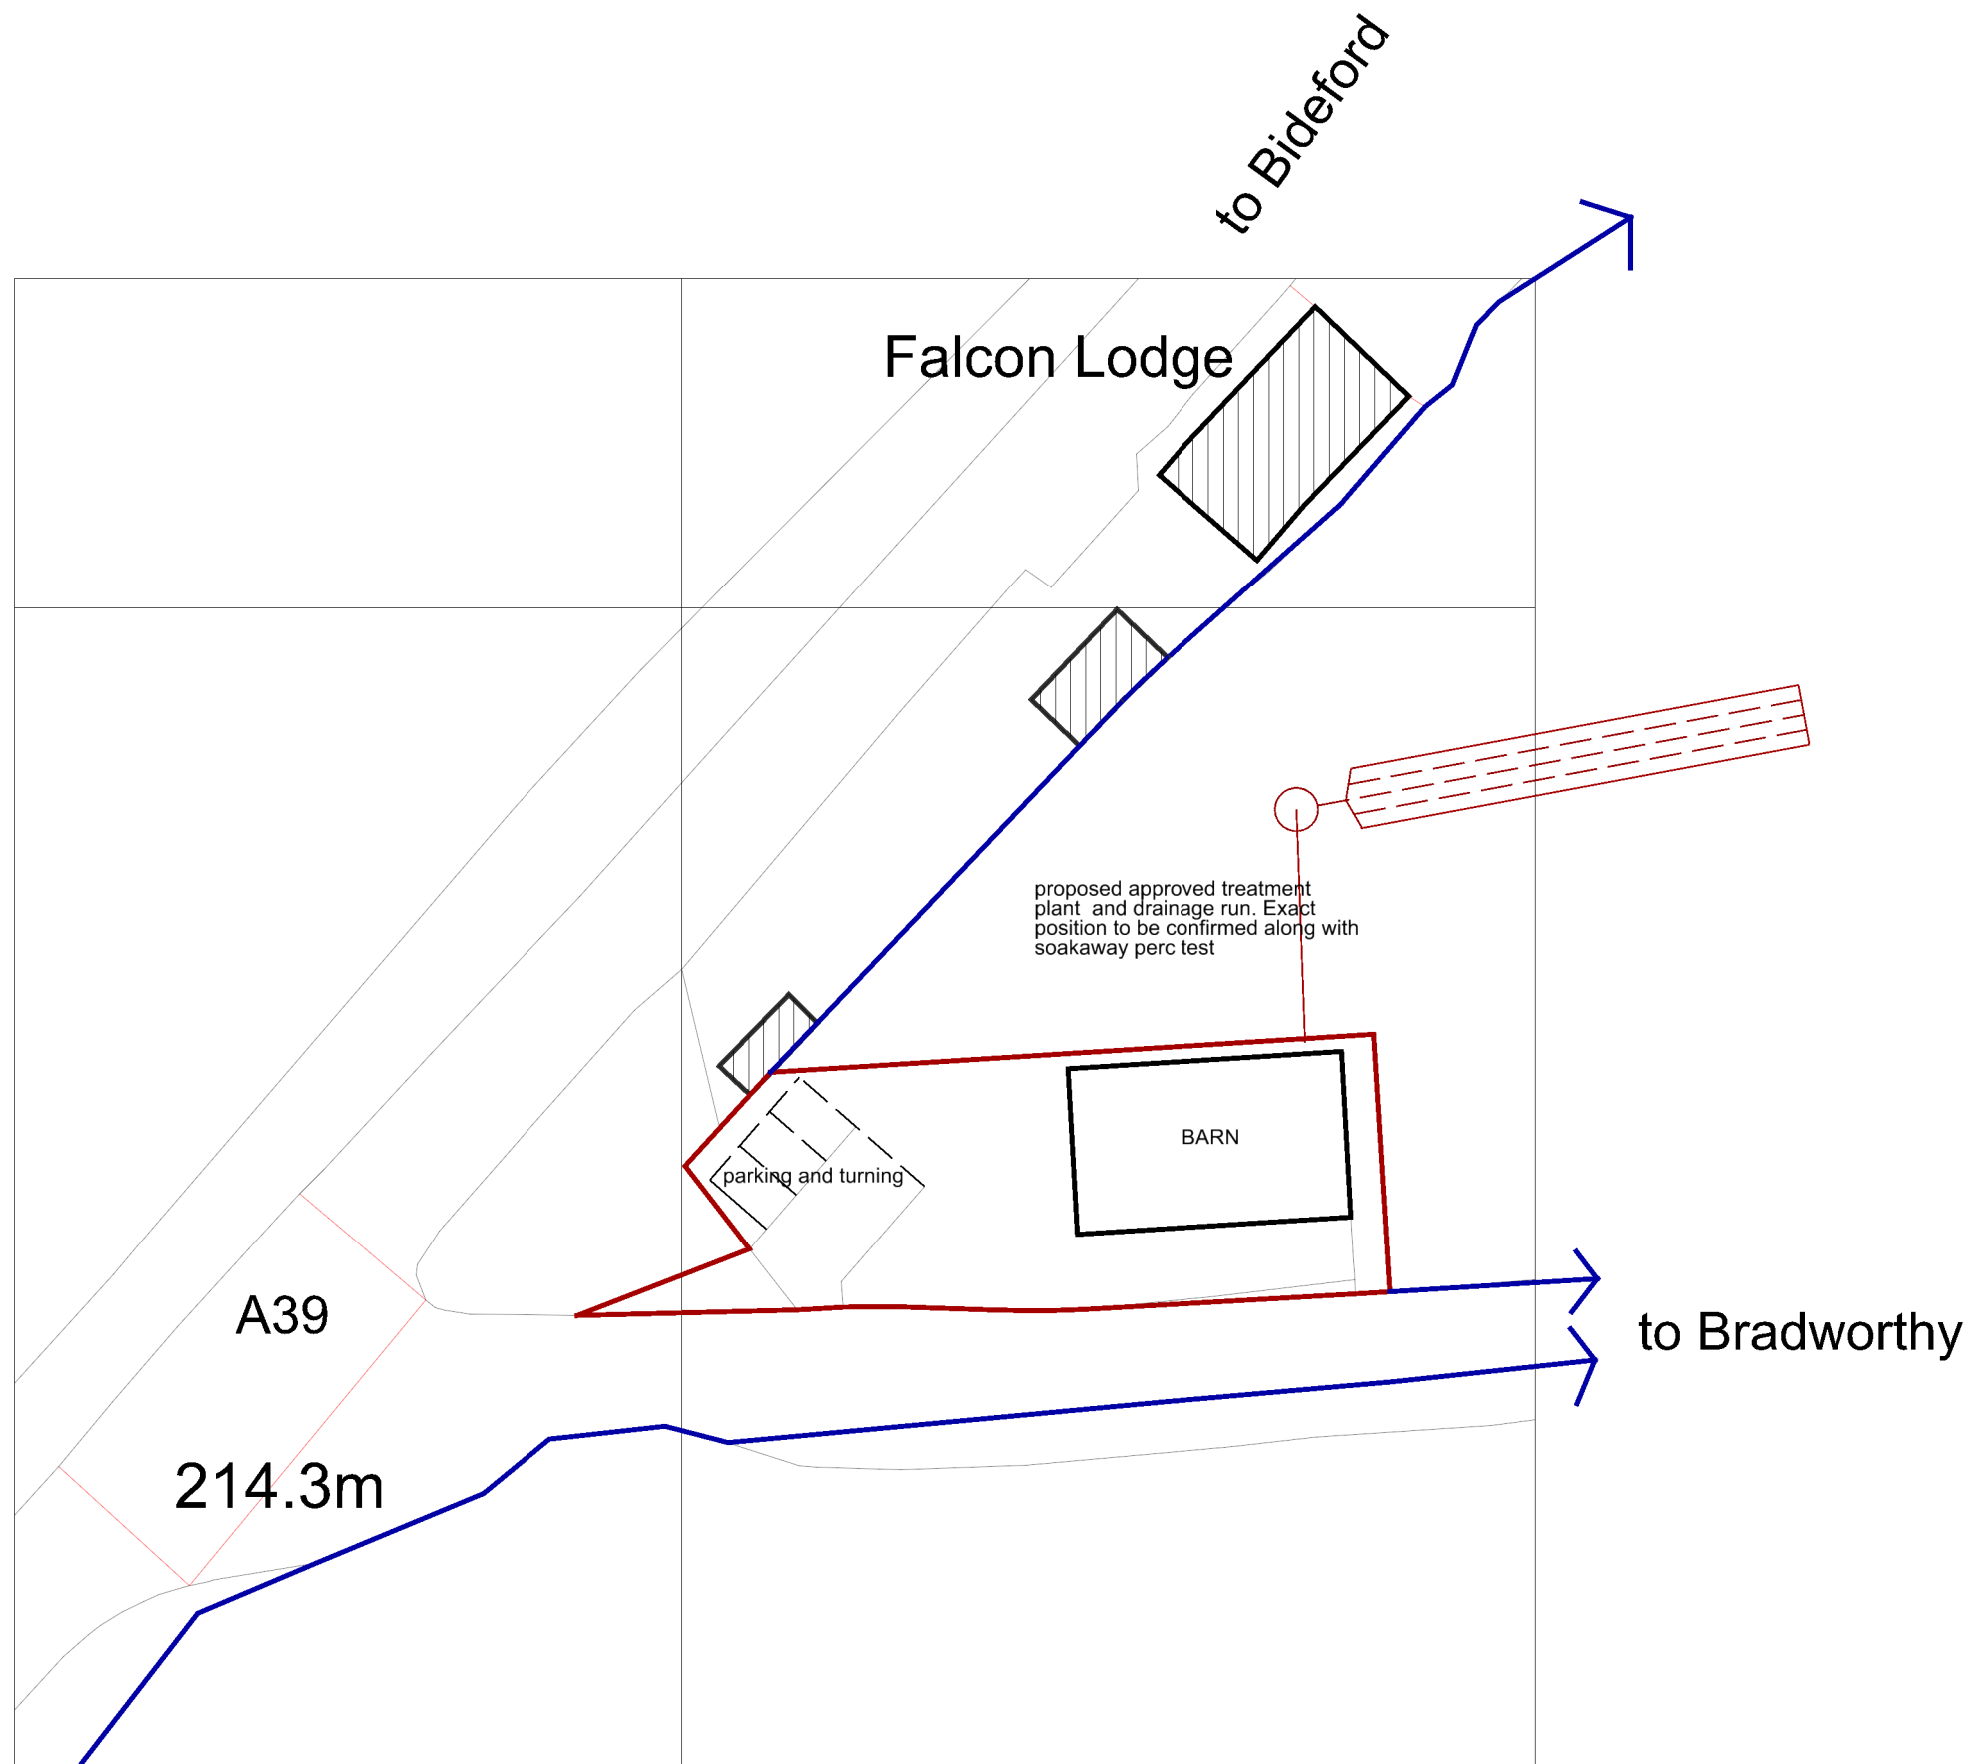 to Bideford
Falcon Lodge
proposed approved treatment
plant  and drainage run. Exact
position to be confirmed along with
soakaway perc test
BARN
parking and turning
A39
to Bradworthy
214.3m